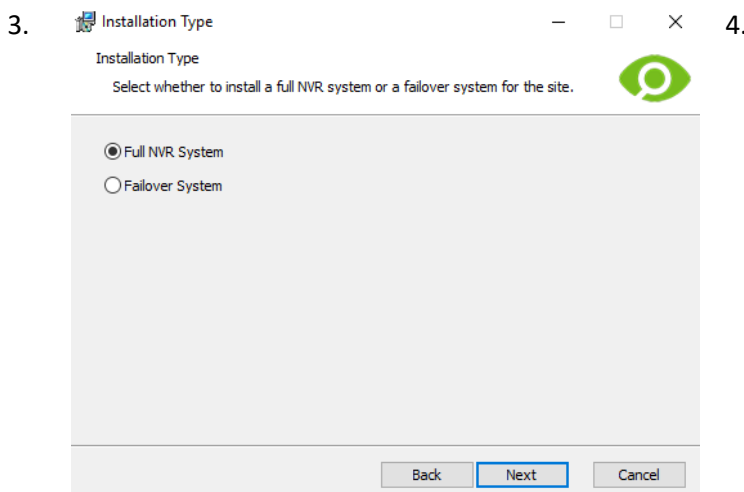 3.
4.
Installation Type
Installation Type
Select whether to install a full NVR system or a failover system for the site.
Full NVR System
Failover System
Back Next Cancel